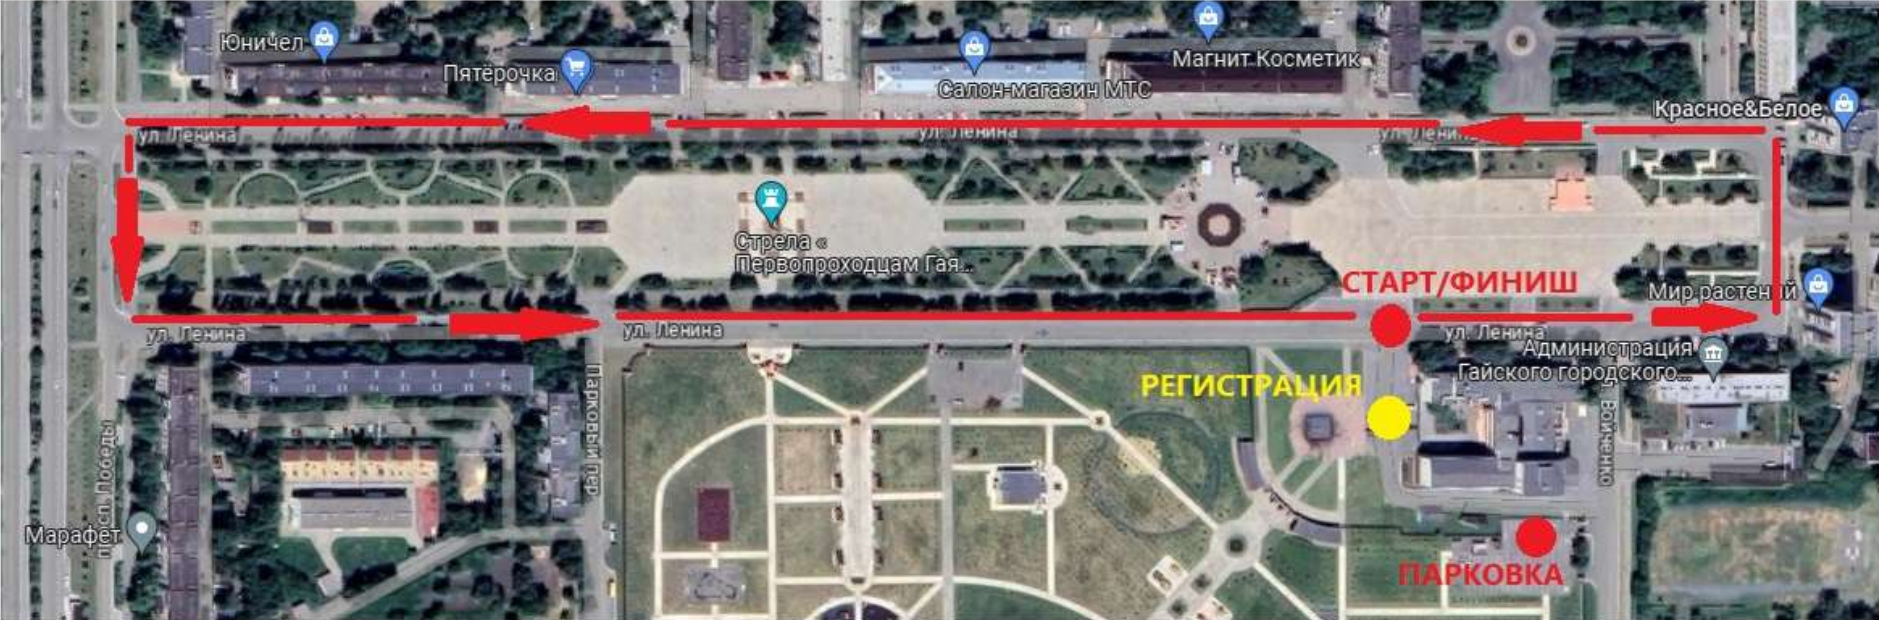 Юничел
Пятёрочка
Магнит Косметик
Салон-магазин МТС
Красное&Белое
ул. Ленина
ул. Ленина
ул. Ленина
Стрела «
Первопроходцам Гая...
СТАРТ/ФИНИШ
Мир растений
ул. Ленина
ул. Ленина
ул. Ленина
Администрация
Гайского городского...
РЕГИСТРАЦИЯ
Парковый пер
Войченко
просп. Победы
Марафет
ПАРКОВКА